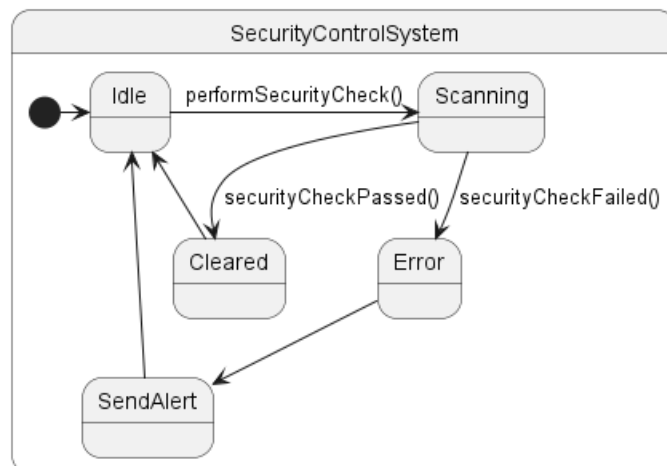 SecurityControlSystem
Idle
performSecurityCheck()
Scanning
securityCheckPassed()
securityCheckFailed()
Cleared
Error
SendAlert